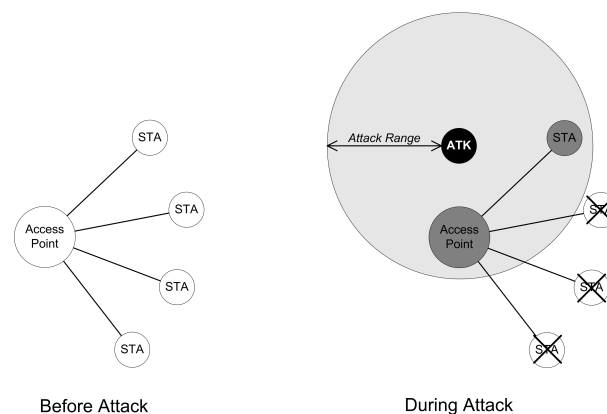 STA
STA
Access
Point
STA
STA
Before Attack
Attack Range
ATK
STA
STA
Access
Point
STA
STA
During Attack